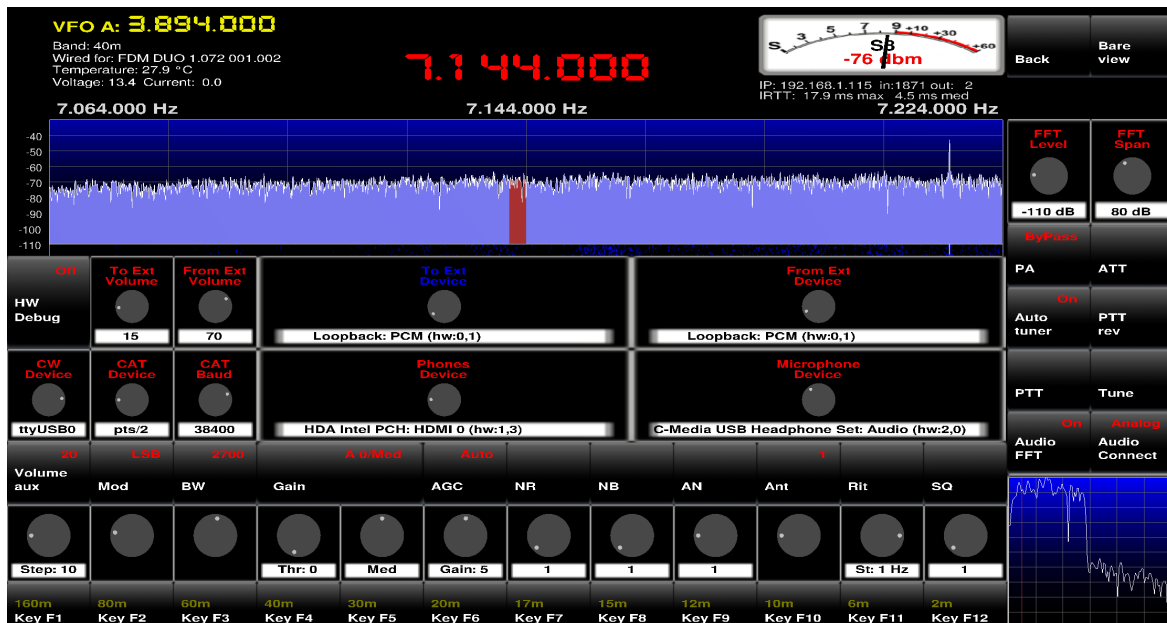 VFO A: 3.894.000
Band: 40m
Wired for: FDM DUO 1.072 001.002
Temperature: 27.9 °C
Voltage: 13.4 Current: 0.0
7.144.000
S 3 5 7 9 +10 +30 +60
S8
-76 dbm
IP: 192.168.1.115 in:1871 out: 2
IRTT: 17.9 ms max 4.5 ms med
Back
Bare view
7.064.000 Hz 7.144.000 Hz 7.224.000 Hz
-40
-50
-60
-70
-80
-90
-100
-110
FFT Level
-110 dB
FFT Span
80 dB
ByPass
PA
ATT
Off
HW Debug
To Ext Volume
15
From Ext Volume
70
To Ext Device
Loopback: PCM (hw:0,1)
From Ext Device
Loopback: PCM (hw:0,1)
On
Auto tuner
PTT rev
CW Device
ttyUSB0
CAT Device
pts/2
CAT Baud
38400
Phones Device
HDA Intel PCH: HDMI 0 (hw:1,3)
Microphone Device
C-Media USB Headphone Set: Audio (hw:2,0)
PTT
Tune
On
Audio FFT
Analog
Audio Connect
20 LSB 2700 A 0/Med Auto 1
Volume aux Mod BW Gain AGC NR NB AN Ant Rit SQ
Step: 10 Thr: 0 Med Gain: 5 1 1 1 St: 1 Hz 1
160m 80m 60m 40m 30m 20m 17m 15m 12m 10m 6m 2m
Key F1 Key F2 Key F3 Key F4 Key F5 Key F6 Key F7 Key F8 Key F9 Key F10 Key F11 Key F12